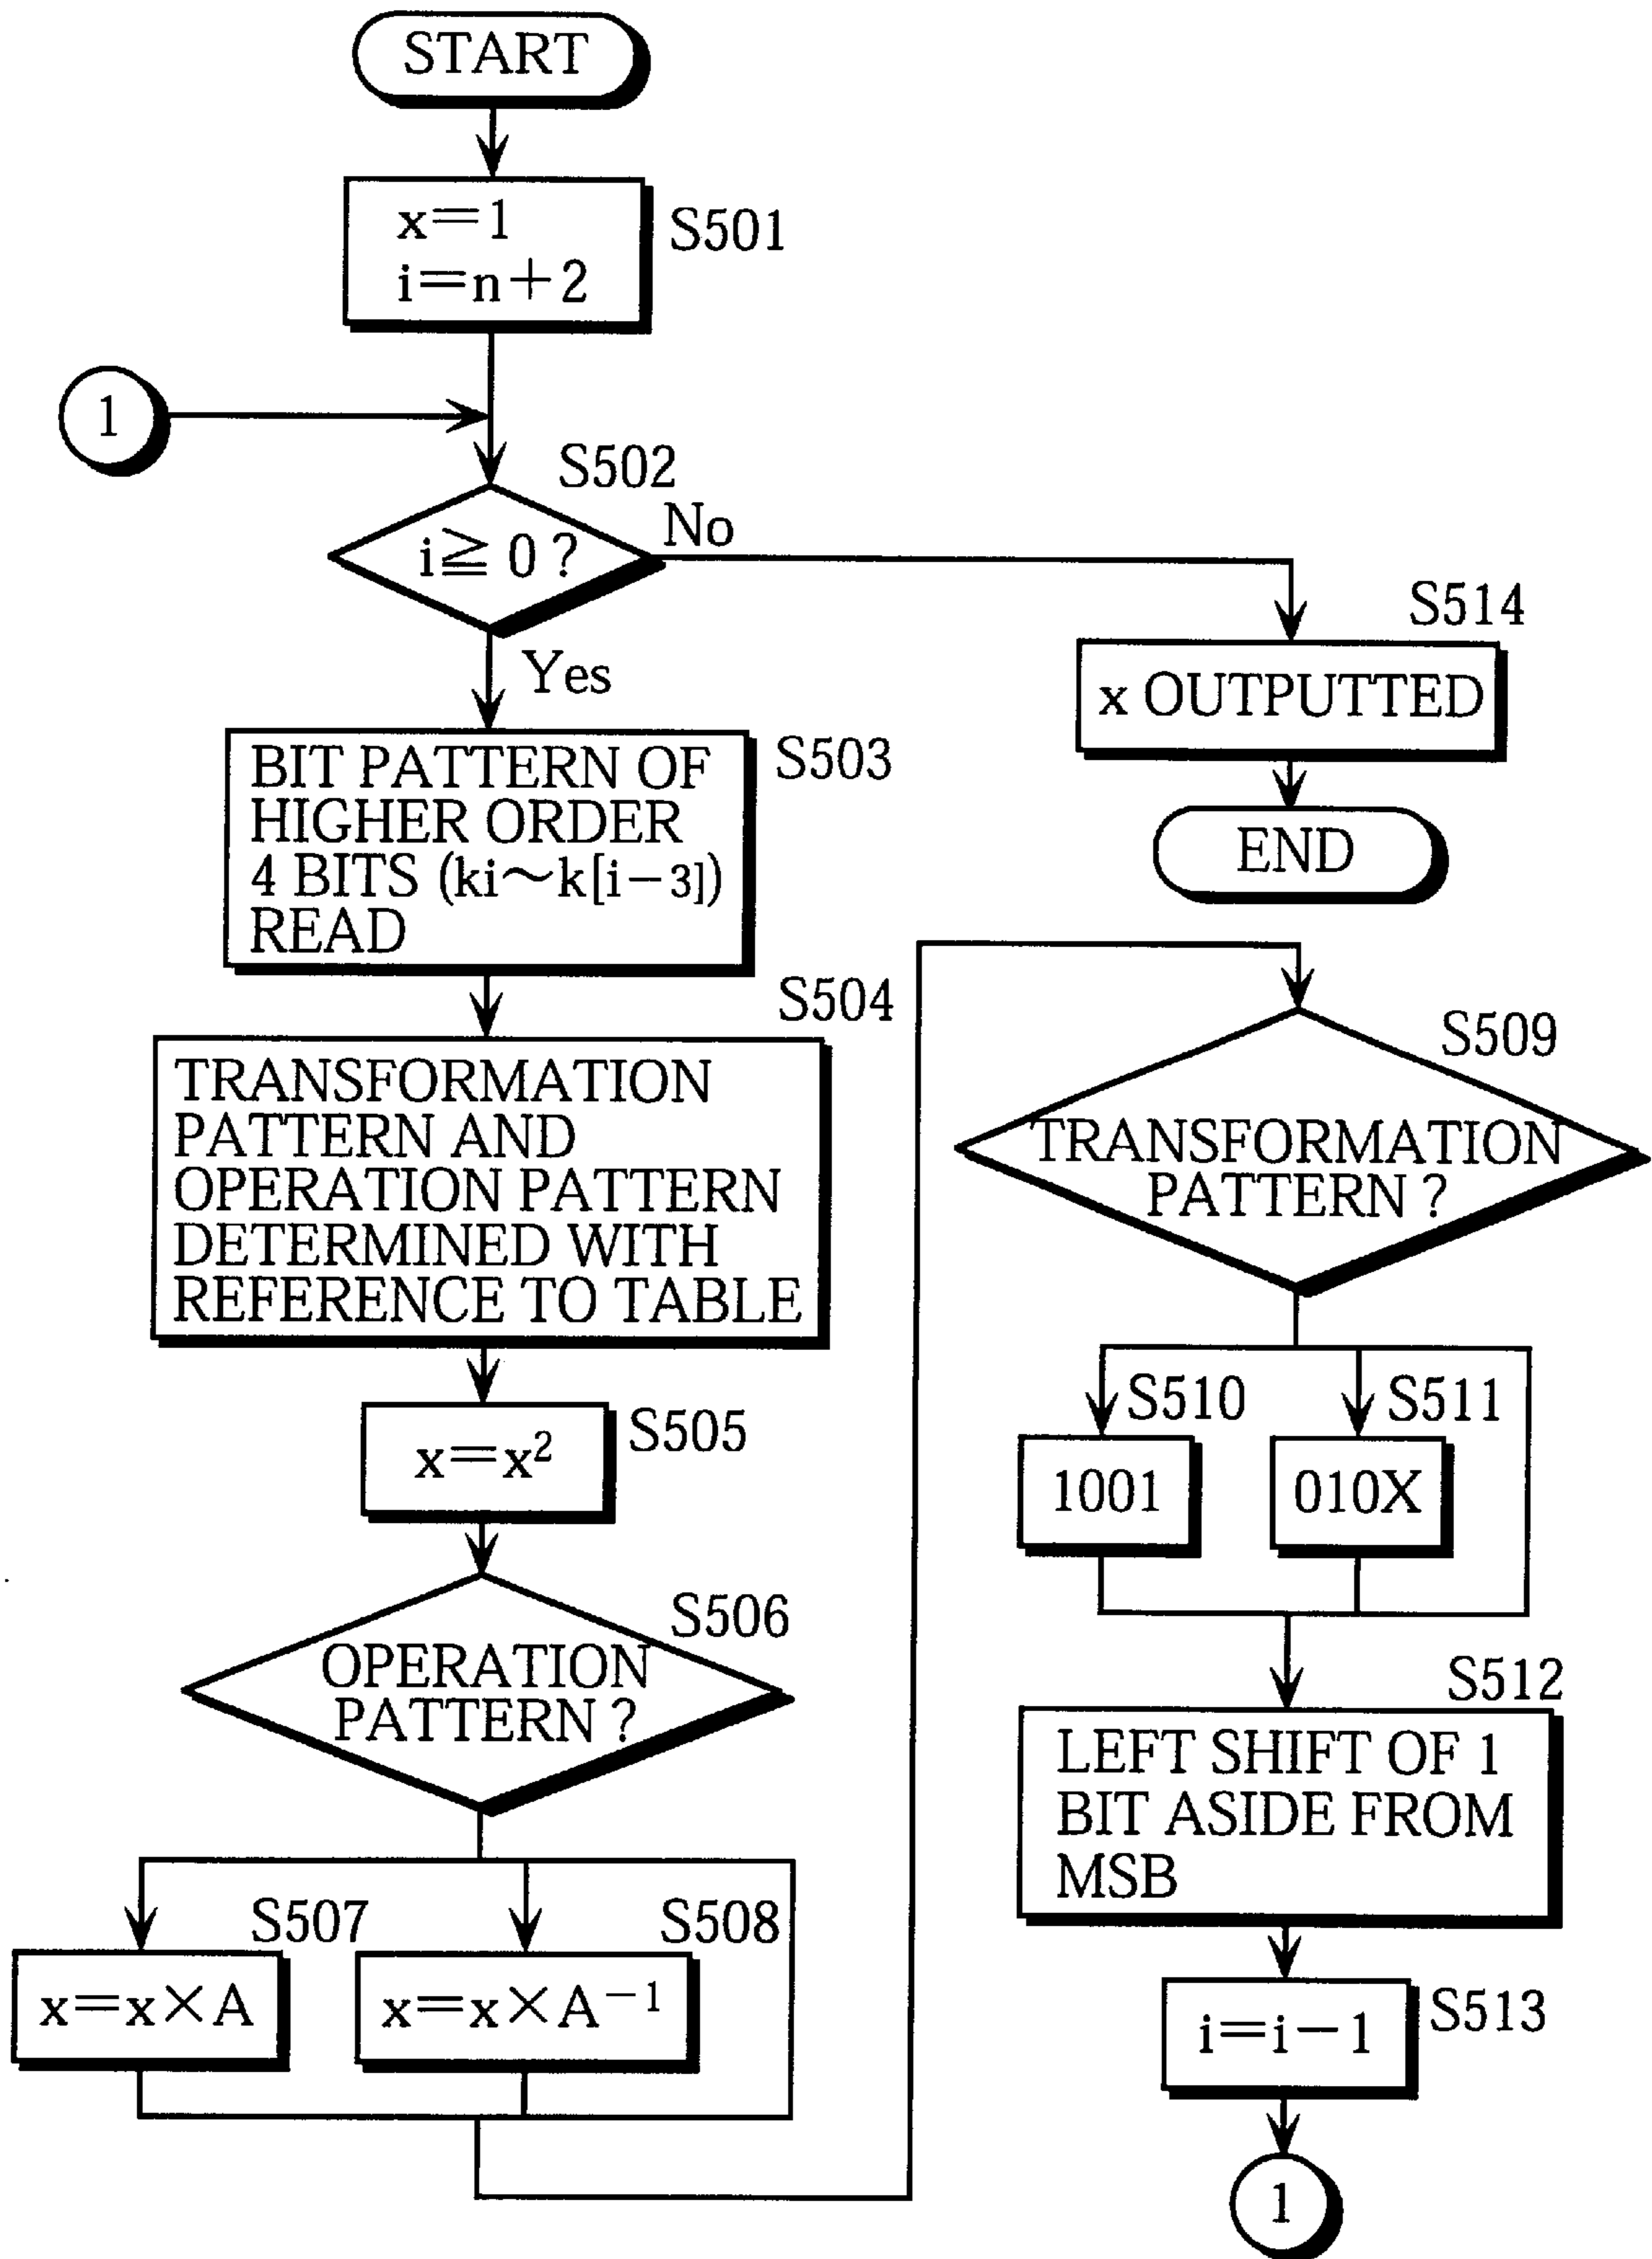 START
x=1
i=n+2
S501
1
S502
i≧0?
No
Yes
S514
x OUTPUTTED
END
BIT PATTERN OF
HIGHER ORDER
4 BITS (ki~k[i-3])
READ
S503
S504
TRANSFORMATION
PATTERN AND
OPERATION PATTERN
DETERMINED WITH
REFERENCE TO TABLE
x=x²
S505
S506
OPERATION
PATTERN?
S507
x=x×A
S508
x=x×A⁻¹
S509
TRANSFORMATION
PATTERN?
S510
1001
S511
010X
S512
LEFT SHIFT OF 1
BIT ASIDE FROM
MSB
i=i-1
S513
1